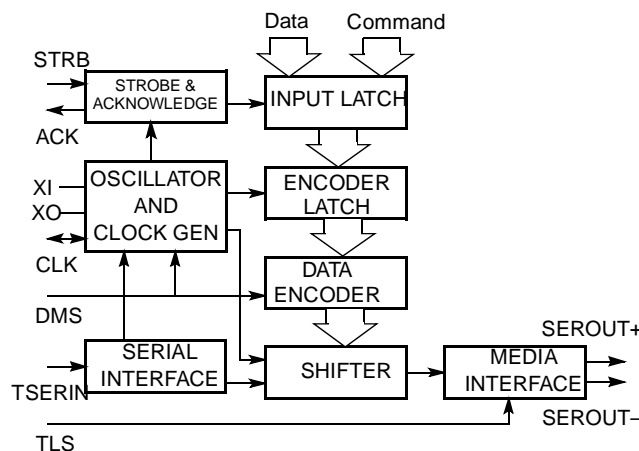 Data
Command
STRB
STROBE &
ACKNOWLEDGE
INPUT LATCH
ACK
XI
XO
CLK
OSCILLATOR
AND
CLOCK GEN
ENCODER
LATCH
DATA
ENCODER
DMS
TSERIN
SERIAL
INTERFACE
SHIFTER
MEDIA
INTERFACE
SEROUT+
SEROUT–
TLS